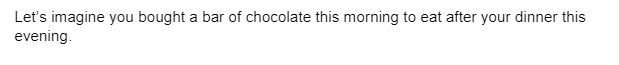 Let's imagine you bought a bar of chocolate this morning to eat after your dinner this
evening.